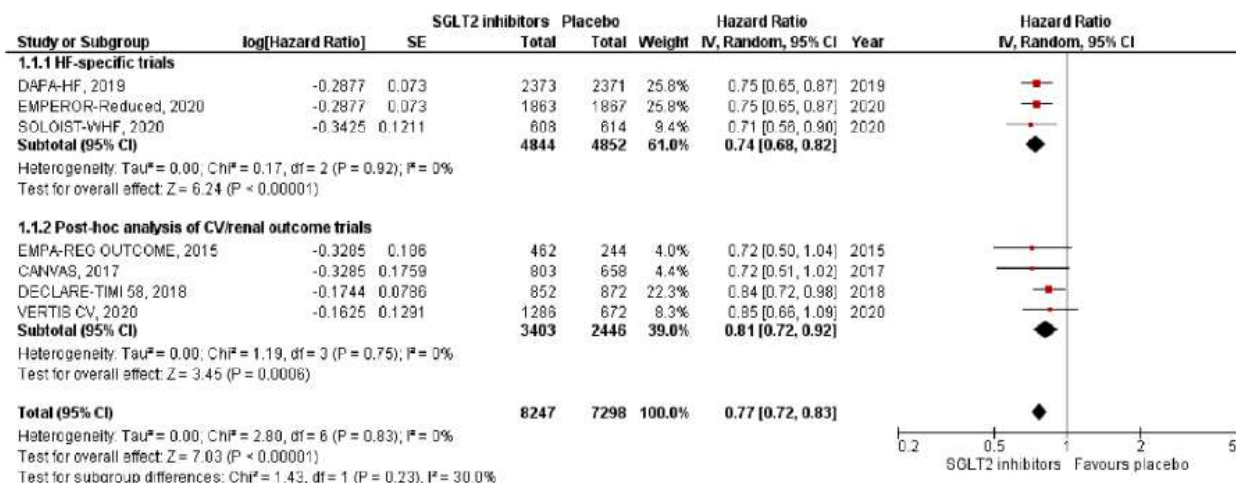 SGLT2 inhibitors Placebo Hazard Ratio Hazard Ratio
Study or Subgroup log[Hazard Ratio] SE Total Total Weight IV, Random, 95% CI Year IV, Random, 95% CI
1.1.1 HF-specific trials
DAPA-HF, 2019 -0.2877 0.073 2373 2371 25.8% 0.75 [0.65, 0.87] 2019
EMPEROR-Reduced, 2020 -0.2877 0.073 1863 1867 25.8% 0.75 [0.65, 0.87] 2020
SOLOIST-WHF, 2020 -0.3425 0.1211 608 614 9.4% 0.71 [0.56, 0.90] 2020
Subtotal (95% CI) 4844 4852 61.0% 0.74 [0.68, 0.82]
Heterogeneity: Tau² = 0.00; Chi² = 0.17, df = 2 (P = 0.92); I² = 0%
Test for overall effect: Z = 6.24 (P < 0.00001)
1.1.2 Post-hoc analysis of CV/renal outcome trials
EMPA-REG OUTCOME, 2015 -0.3285 0.186 462 244 4.0% 0.72 [0.50, 1.04] 2015
CANVAS, 2017 -0.3285 0.1759 803 658 4.4% 0.72 [0.51, 1.02] 2017
DECLARE-TIMI 58, 2018 -0.1744 0.0786 852 872 22.3% 0.84 [0.72, 0.98] 2018
VERTIS CV, 2020 -0.1625 0.1291 1286 672 8.3% 0.85 [0.66, 1.09] 2020
Subtotal (95% CI) 3403 2446 39.0% 0.81 [0.72, 0.92]
Heterogeneity: Tau² = 0.00; Chi² = 1.19, df = 3 (P = 0.75); I² = 0%
Test for overall effect: Z = 3.45 (P = 0.0006)
Total (95% CI) 8247 7298 100.0% 0.77 [0.72, 0.83]
Heterogeneity: Tau² = 0.00; Chi² = 2.80, df = 6 (P = 0.83); I² = 0%
Test for overall effect: Z = 7.03 (P < 0.00001)
Test for subgroup differences: Chi² = 1.43, df = 1 (P = 0.23), I² = 30.0%
0.2 0.5 1 2 5
SGLT2 inhibitors Favours placebo